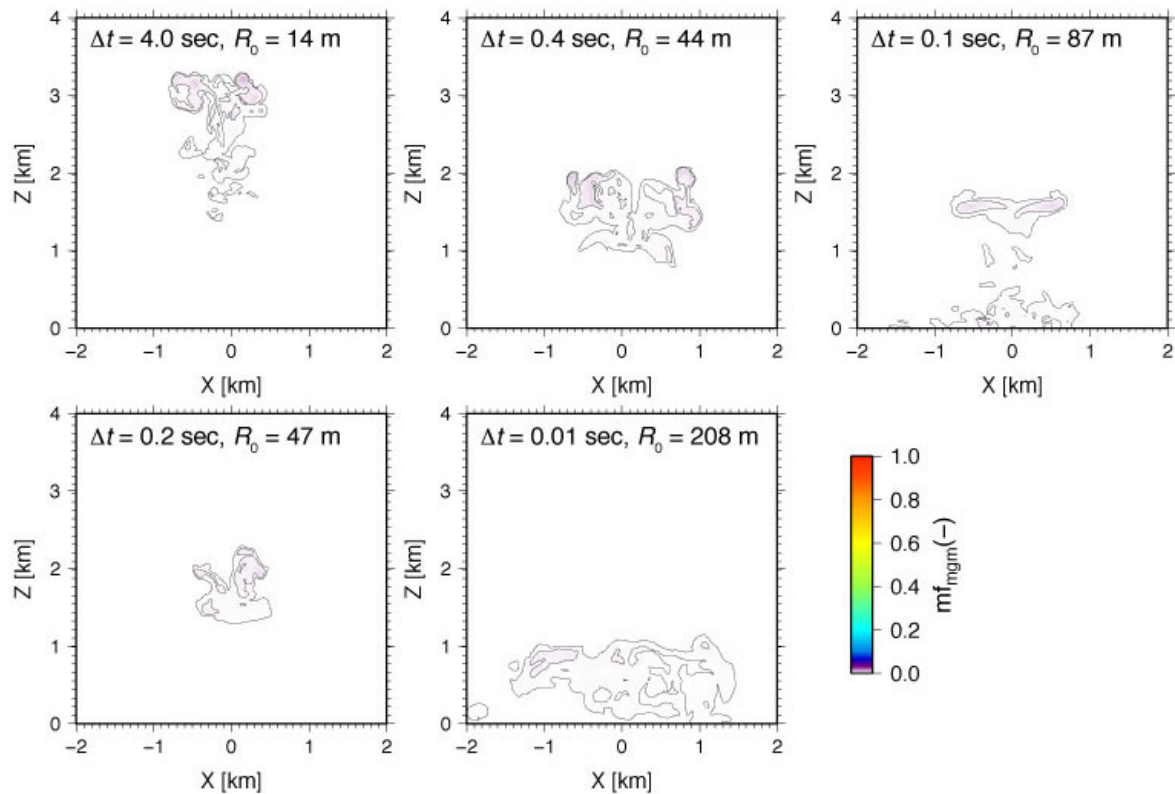 Δt = 4.0 sec, R₀ = 14 m
4
3
2
1
0
Z [km]
−2 −1 0 1 2
X [km]
Δt = 0.4 sec, R₀ = 44 m
4
3
2
1
0
Z [km]
−2 −1 0 1 2
X [km]
Δt = 0.1 sec, R₀ = 87 m
4
3
2
1
0
Z [km]
−2 −1 0 1 2
X [km]
Δt = 0.2 sec, R₀ = 47 m
4
3
2
1
0
Z [km]
−2 −1 0 1 2
X [km]
Δt = 0.01 sec, R₀ = 208 m
4
3
2
1
0
Z [km]
−2 −1 0 1 2
X [km]
1.0
0.8
0.6
0.4
0.2
0.0
mf_mgm(−)